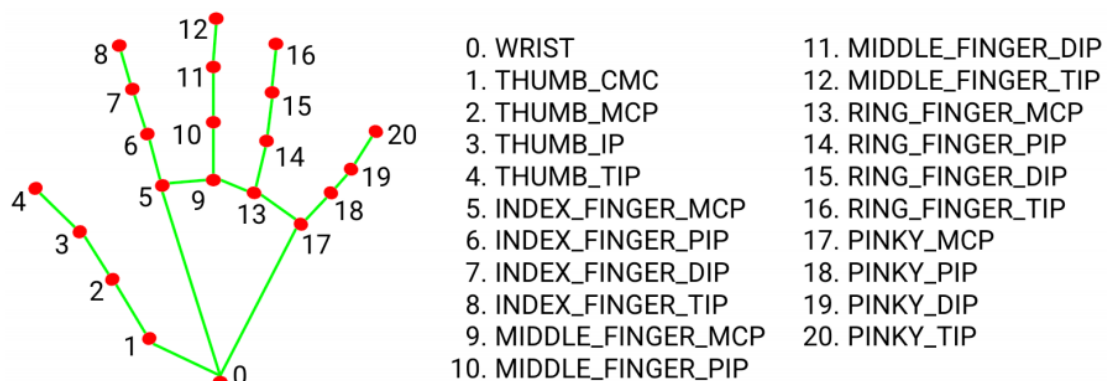 12
8
16
11
7
15
10
20
6
14
19
4
5
9
13
18
3
17
2
1
0
0. WRIST
1. THUMB_CMC
2. THUMB_MCP
3. THUMB_IP
4. THUMB_TIP
5. INDEX_FINGER_MCP
6. INDEX_FINGER_PIP
7. INDEX_FINGER_DIP
8. INDEX_FINGER_TIP
9. MIDDLE_FINGER_MCP
10. MIDDLE_FINGER_PIP
11. MIDDLE_FINGER_DIP
12. MIDDLE_FINGER_TIP
13. RING_FINGER_MCP
14. RING_FINGER_PIP
15. RING_FINGER_DIP
16. RING_FINGER_TIP
17. PINKY_MCP
18. PINKY_PIP
19. PINKY_DIP
20. PINKY_TIP